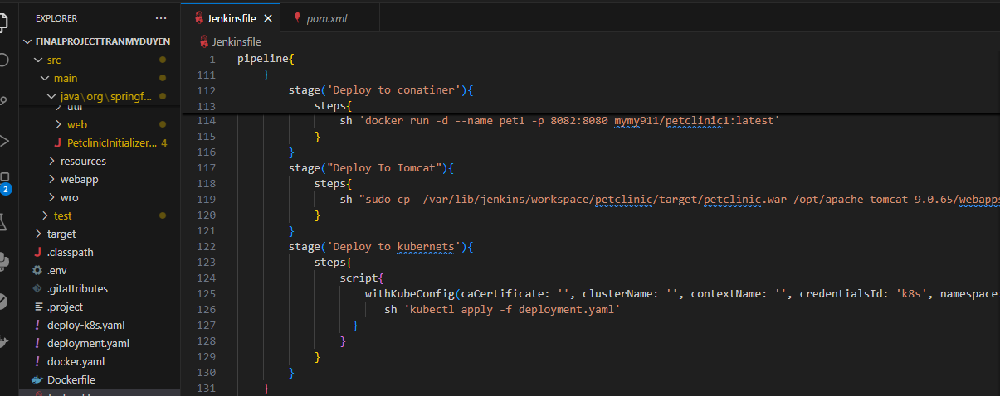 EXPLORER
...
FINALPROJECTTRANMYDUYEN
src
main
java\org\springf...
util
web
PetclinicInitializer... 4
resources
webapp
wro
test
target
J .classpath
.env
.gitattributes
.project
! deploy-k8s.yaml
! deployment.yaml
! docker.yaml
Dockerfile
2
Jenkinsfile ×
pom.xml
Jenkinsfile
1 pipeline{
111 }
112 stage('Deploy to conatiner'){
113 steps{
114 sh 'docker run -d --name pet1 -p 8082:8080 mymy911/petclinic1:latest'
115 }
116 }
117 stage("Deploy To Tomcat"){
118 steps{
119 sh "sudo cp  /var/lib/jenkins/workspace/petclinic/target/petclinic.war /opt/apache-tomcat-9.0.65/webapps
120 }
121 }
122 stage('Deploy to kubernets'){
123 steps{
124 script{
125 withKubeConfig(caCertificate: '', clusterName: '', contextName: '', credentialsId: 'k8s', namespace
126 sh 'kubectl apply -f deployment.yaml'
127 }
128 }
129 }
130 }
131 }